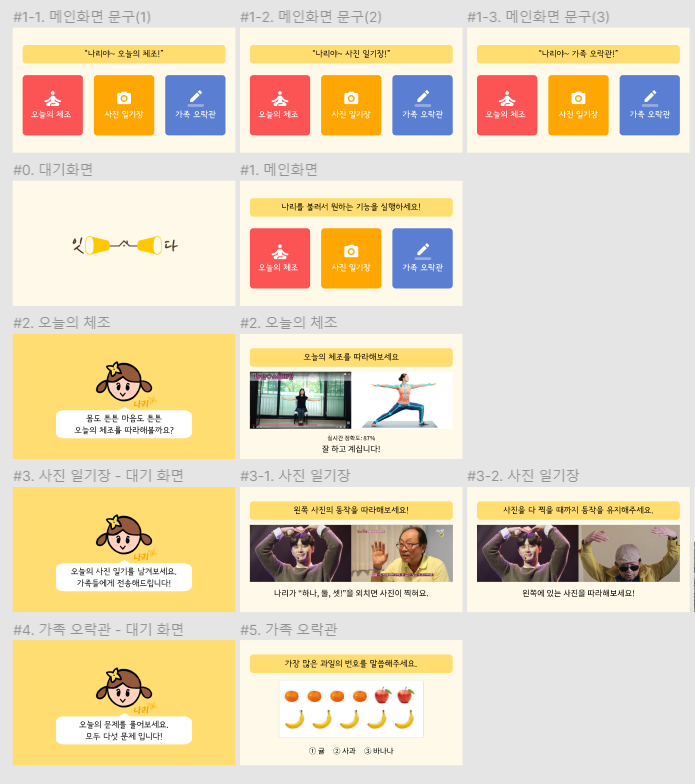 #1-1. 메인화면 문구(1)
#1-2. 메인화면 문구(2)
#1-3. 메인화면 문구(3)
"나리야~ 오늘의 체조!"
"나리야~ 사진 일기장!"
"나리야~ 가족 오락관!"
오늘의 체조
사진 일기장
가족 오락관
오늘의 체조
사진 일기장
가족 오락관
오늘의 체조
사진 일기장
가족 오락관
#0. 대기화면
#1. 메인화면
잇 다
나리를 불러서 원하는 기능을 실행하세요!
오늘의 체조
사진 일기장
가족 오락관
#2. 오늘의 체조
#2. 오늘의 체조
나리
몸도 튼튼 마음도 튼튼
오늘의 체조를 따라해볼까요?
오늘의 체조를 따라해보세요
실시간 정확도: 87%
잘 하고 계십니다!
#3. 사진 일기장 - 대기 화면
#3-1. 사진 일기장
#3-2. 사진 일기장
나리
오늘의 사진 일기를 남겨보세요.
가족들에게 전송해드립니다!
왼쪽 사진의 동작을 따라해보세요!
나리가 "하나, 둘, 셋!"을 외치면 사진이 찍혀요.
사진을 다 찍을 때까지 동작을 유지해주세요.
왼쪽에 있는 사진을 따라해보세요!
#4. 가족 오락관 - 대기 화면
#5. 가족 오락관
나리
오늘의 문제를 풀어보세요.
모두 다섯 문제 입니다!
가장 많은 과일의 번호를 말씀해주세요.
① 귤 ② 사과 ③ 바나나